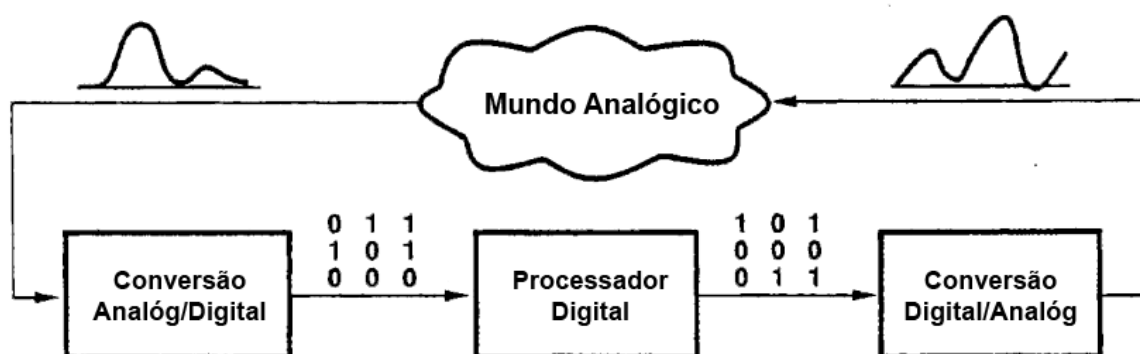 Mundo Analógico
0 1 1
1 0 1
0 0 0
1 0 1
0 0 0
0 1 1
Conversão
Analóg/Digital
Processador
Digital
Conversão
Digital/Analóg